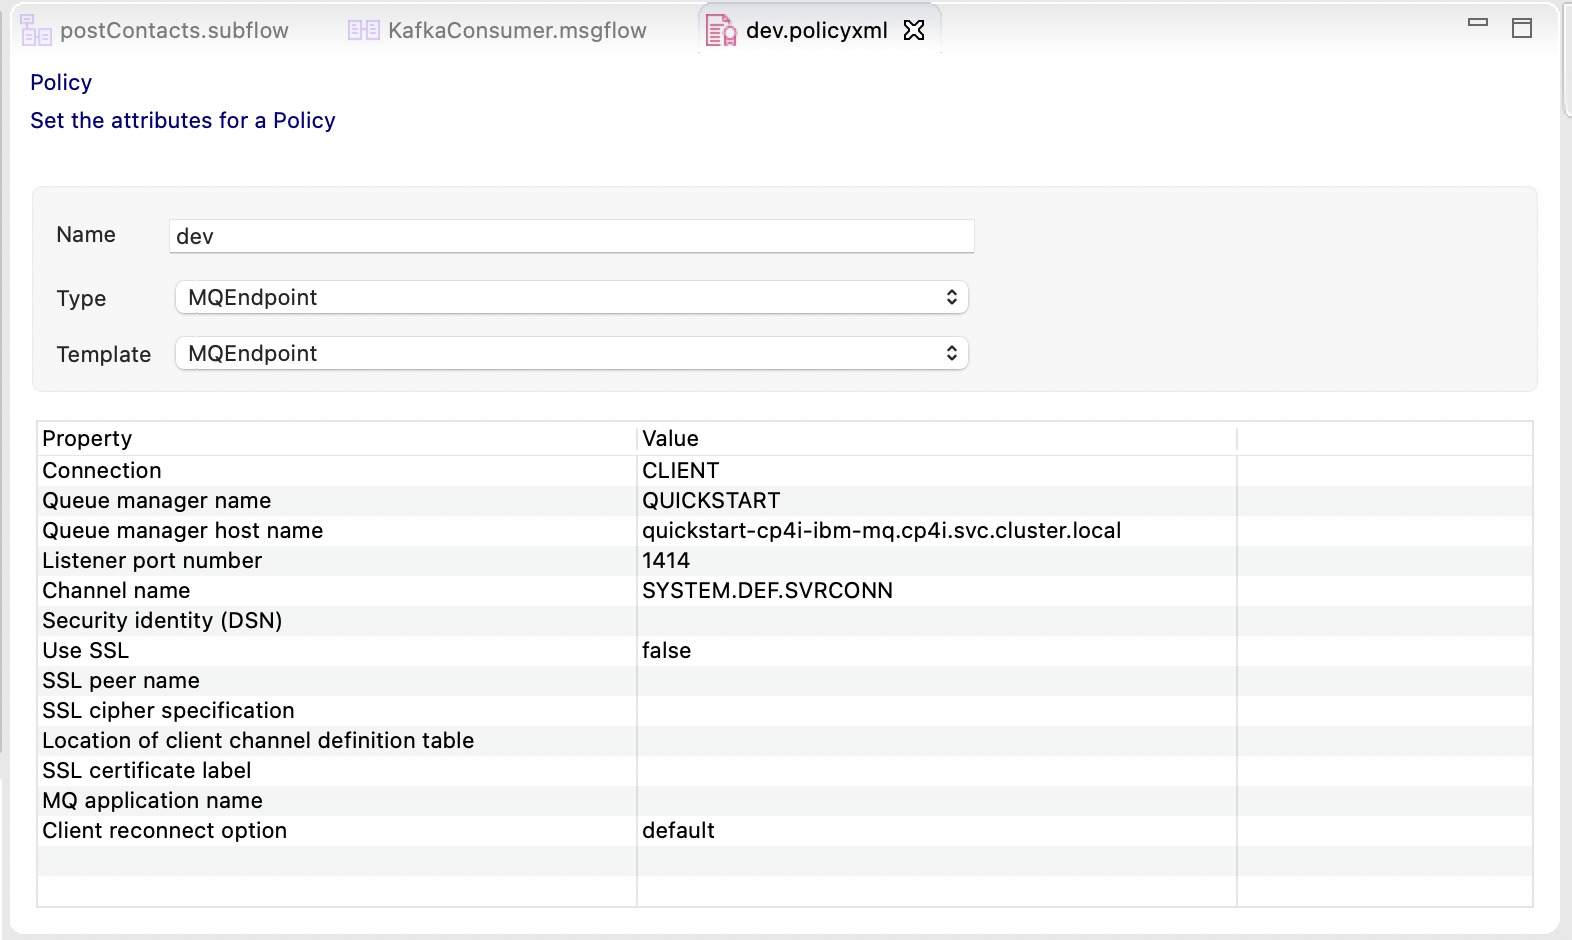 postContacts.subflow KafkaConsumer.msgflow dev.policyxml
Policy
Set the attributes for a Policy
Name dev
Type MQEndpoint
Template MQEndpoint
Property Value
Connection CLIENT
Queue manager name QUICKSTART
Queue manager host name quickstart-cp4i-ibm-mq.cp4i.svc.cluster.local
Listener port number 1414
Channel name SYSTEM.DEF.SVRCONN
Security identity (DSN)
Use SSL false
SSL peer name
SSL cipher specification
Location of client channel definition table
SSL certificate label
MQ application name
Client reconnect option default